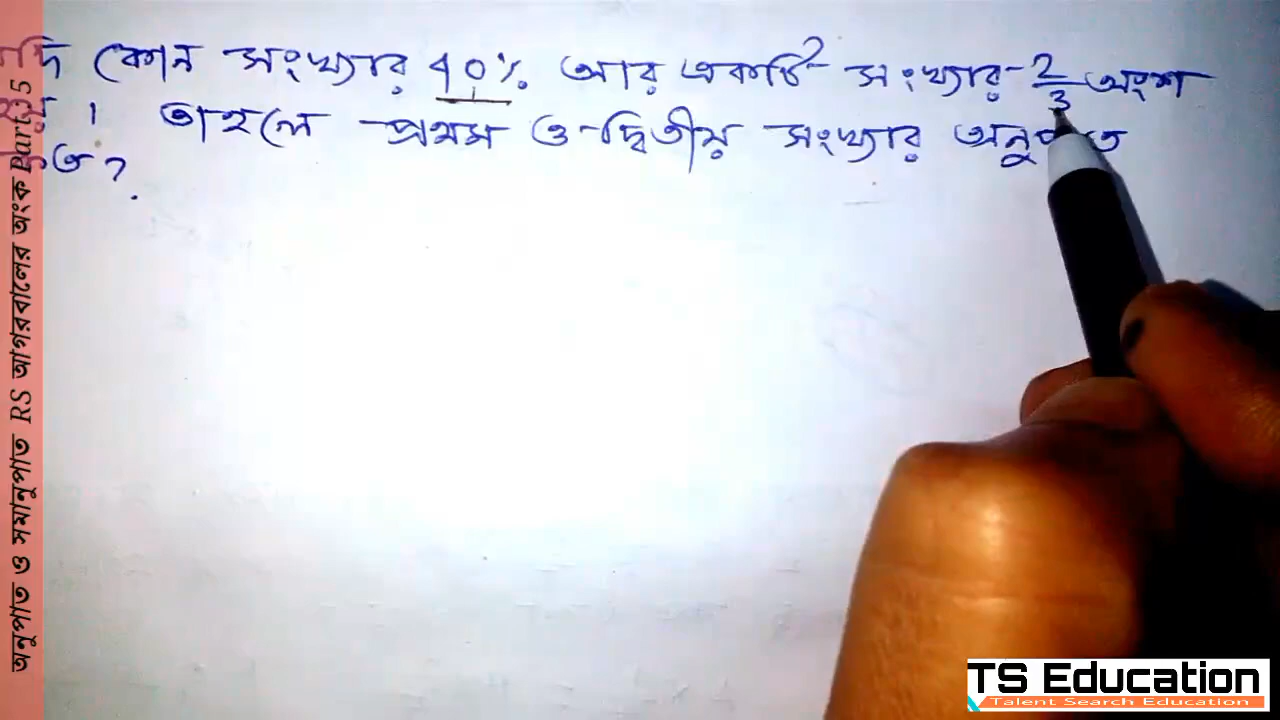 যদি কোন সংখ্যার 40% আর একটি সংখ্যার 2/3 অংশ
হয়। তাহলে প্রথম ও দ্বিতীয় সংখ্যার অনুপাত
কত?
অনুপাত ও সমানুপাত RS আগরবালের অংক Part: 5
TS Education
Talent Search Education